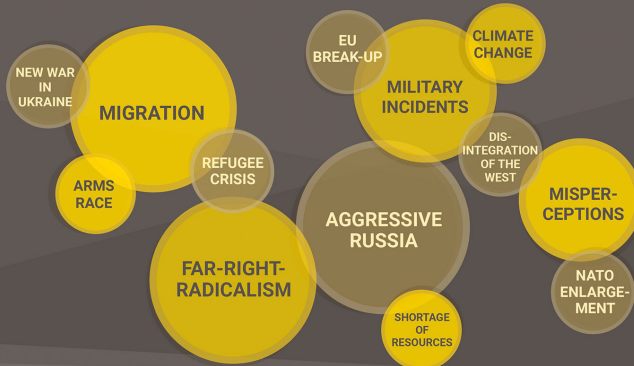 NEW WAR
IN
UKRAINE
MIGRATION
ARMS
RACE
REFUGEE
CRISIS
FAR-RIGHT-
RADICALISM
EU
BREAK-UP
MILITARY
INCIDENTS
CLIMATE
CHANGE
DIS-
INTEGRATION
OF THE
WEST
AGGRESSIVE
RUSSIA
SHORTAGE
OF
RESOURCES
MISPER-
CEPTIONS
NATO
ENLARGE-
MENT